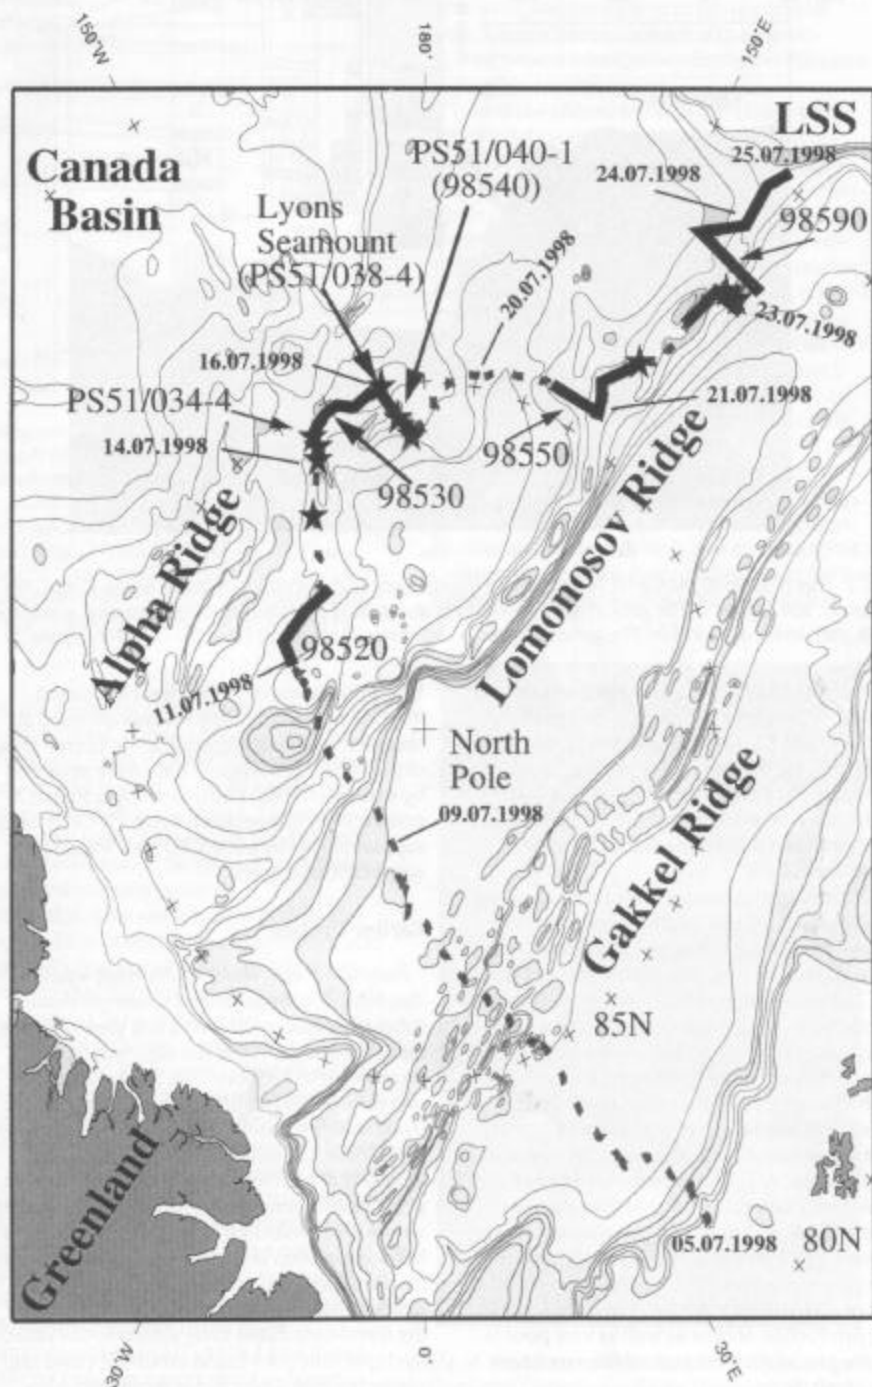 150°W
180°
150°E
LSS
Canada
Basin
PS51/040-1
(98540)
24.07.1998
25.07.1998
Lyons
Seamount
(PS51/038-4)
98590
20.07.1998
23.07.1998
16.07.1998
PS51/034-4
14.07.1998
21.07.1998
98550
98530
Alpha Ridge
Lomonosov Ridge
98520
11.07.1998
North
Pole
09.07.1998
Gakkel Ridge
85N
Greenland
05.07.1998
80N
30°W
0
30°E